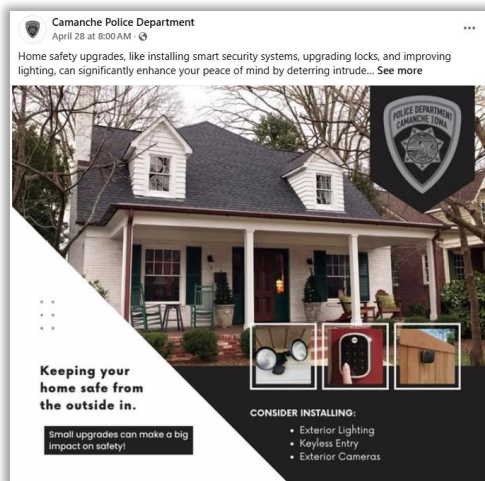 Camanche Police Department
April 28 at 8:00 AM ·
Home safety upgrades, like installing smart security systems, upgrading locks, and improving
lighting, can significantly enhance your peace of mind by deterring intrude... See more
POLICE DEPARTMENT
CAMANCHE IOWA
Keeping your
home safe from
the outside in.
Small upgrades can make a big
impact on safety!
CONSIDER INSTALLING:
• Exterior Lighting
• Keyless Entry
• Exterior Cameras